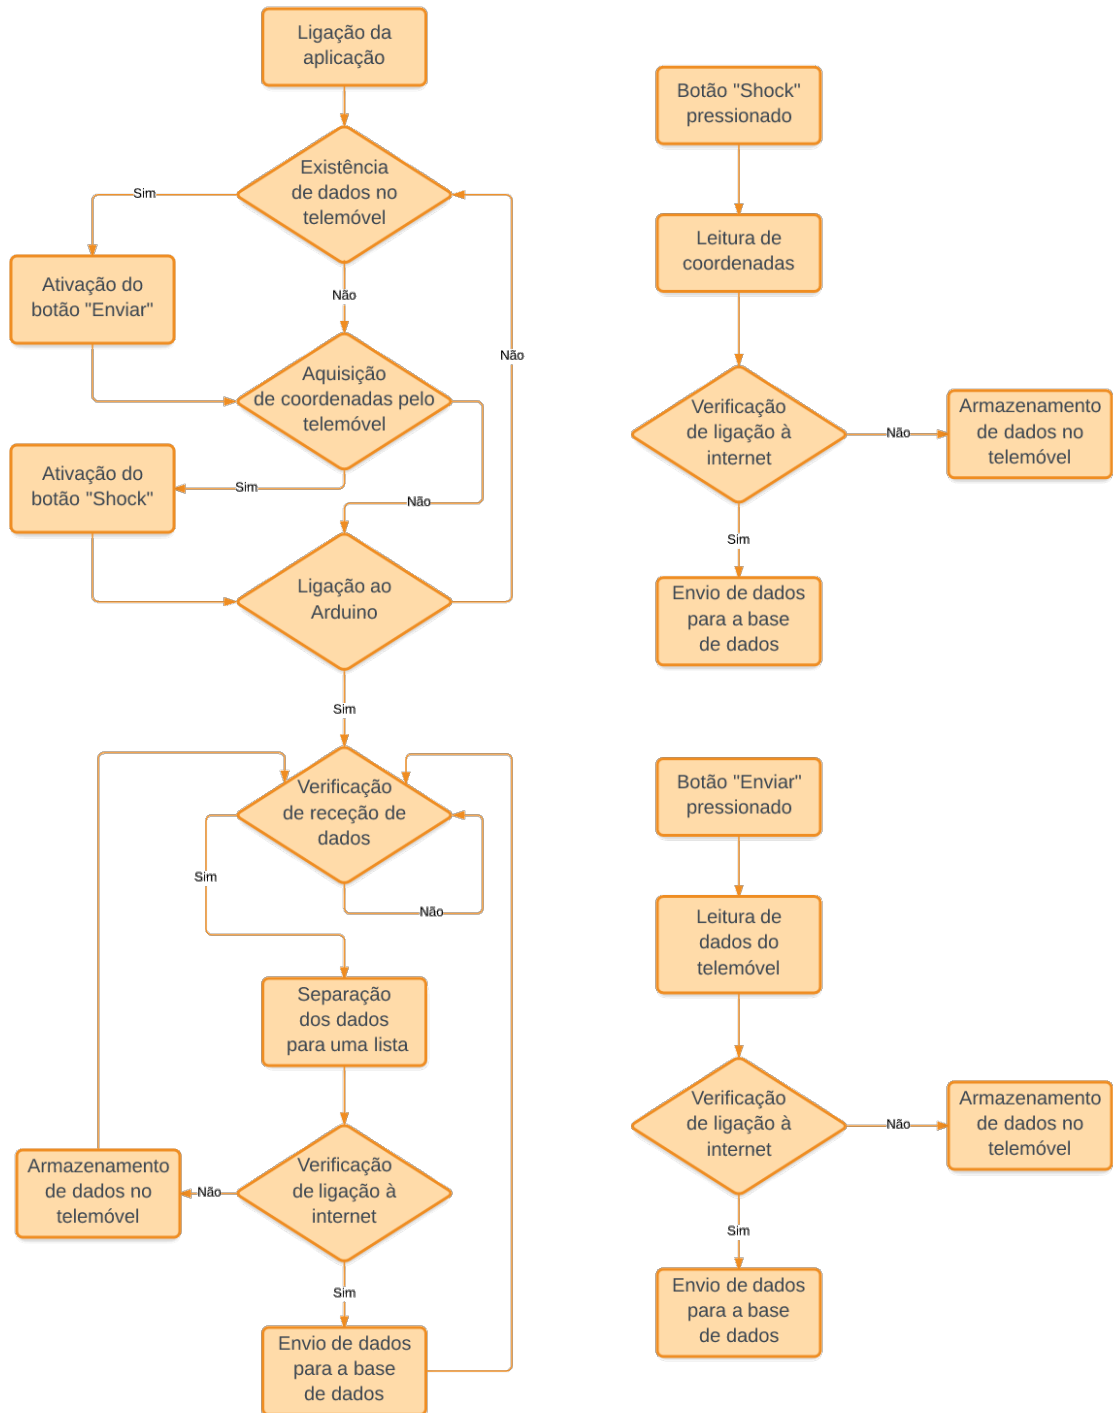 Ligação da
aplicação
Existência
de dados no
telemóvel
Sim
Não
Ativação do
botão "Enviar"
Aquisição
de coordenadas pelo
telemóvel
Não
Ativação do
botão "Shock"
Sim
Não
Ligação ao
Arduino
Sim
Verificação
de receção de
dados
Sim
Não
Separação
dos dados
para uma lista
Verificação
de ligação à
internet
Não
Armazenamento
de dados no
telemóvel
Sim
Envio de dados
para a base
de dados
Botão "Shock"
pressionado
Leitura de
coordenadas
Verificação
de ligação à
internet
Não
Armazenamento
de dados no
telemóvel
Sim
Envio de dados
para a base
de dados
Botão "Enviar"
pressionado
Leitura de
dados do
telemóvel
Verificação
de ligação à
internet
Não
Armazenamento
de dados no
telemóvel
Sim
Envio de dados
para a base
de dados